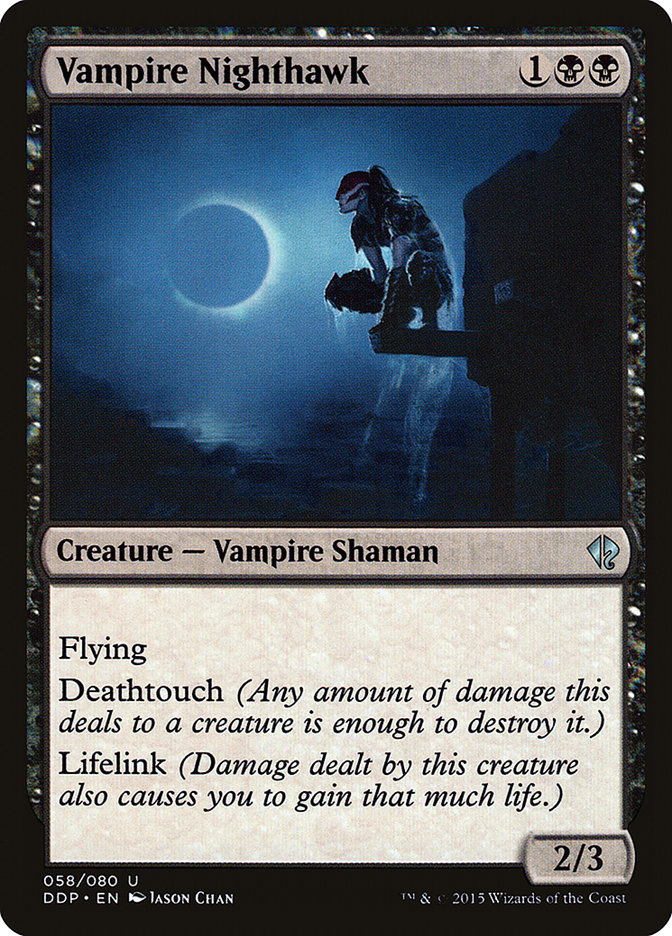 Vampire Nighthawk 1
Creature — Vampire Shaman
Flying
Deathtouch (Any amount of damage this
deals to a creature is enough to destroy it.)
Lifelink (Damage dealt by this creature
also causes you to gain that much life.)
2/3
058/080 U
DDP • EN Jason Chan
™ & © 2015 Wizards of the Coast